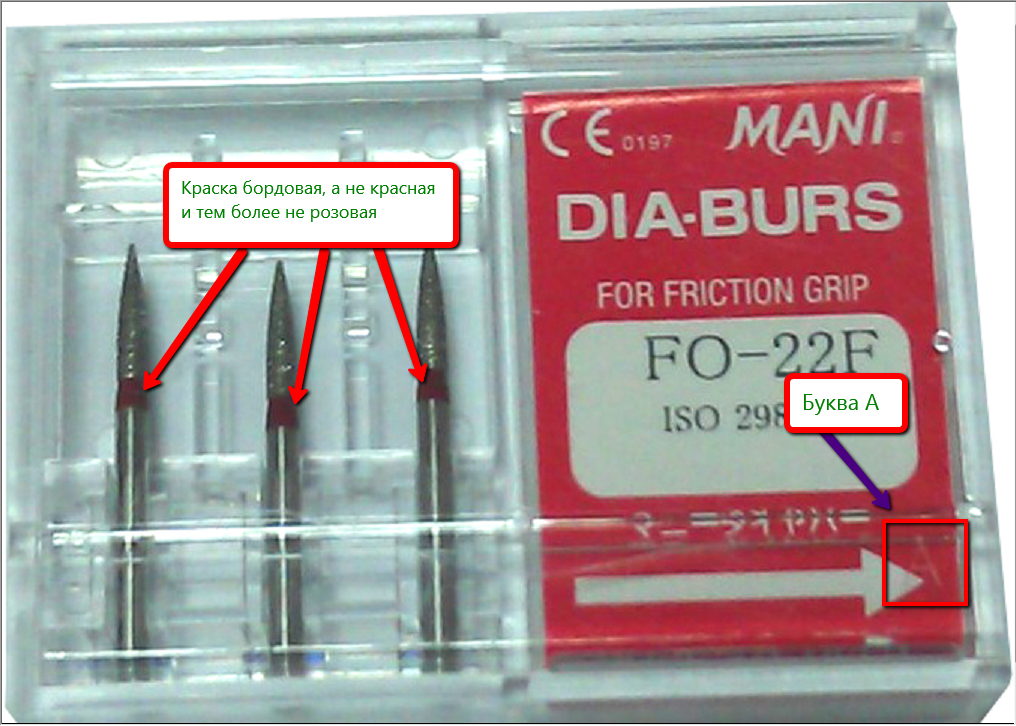 CE 0197
MANI
DIA-BURS
Краска бордовая, а не красная
и тем более не розовая
FOR FRICTION GRIP
FO-22F
ISO 298
Буква А